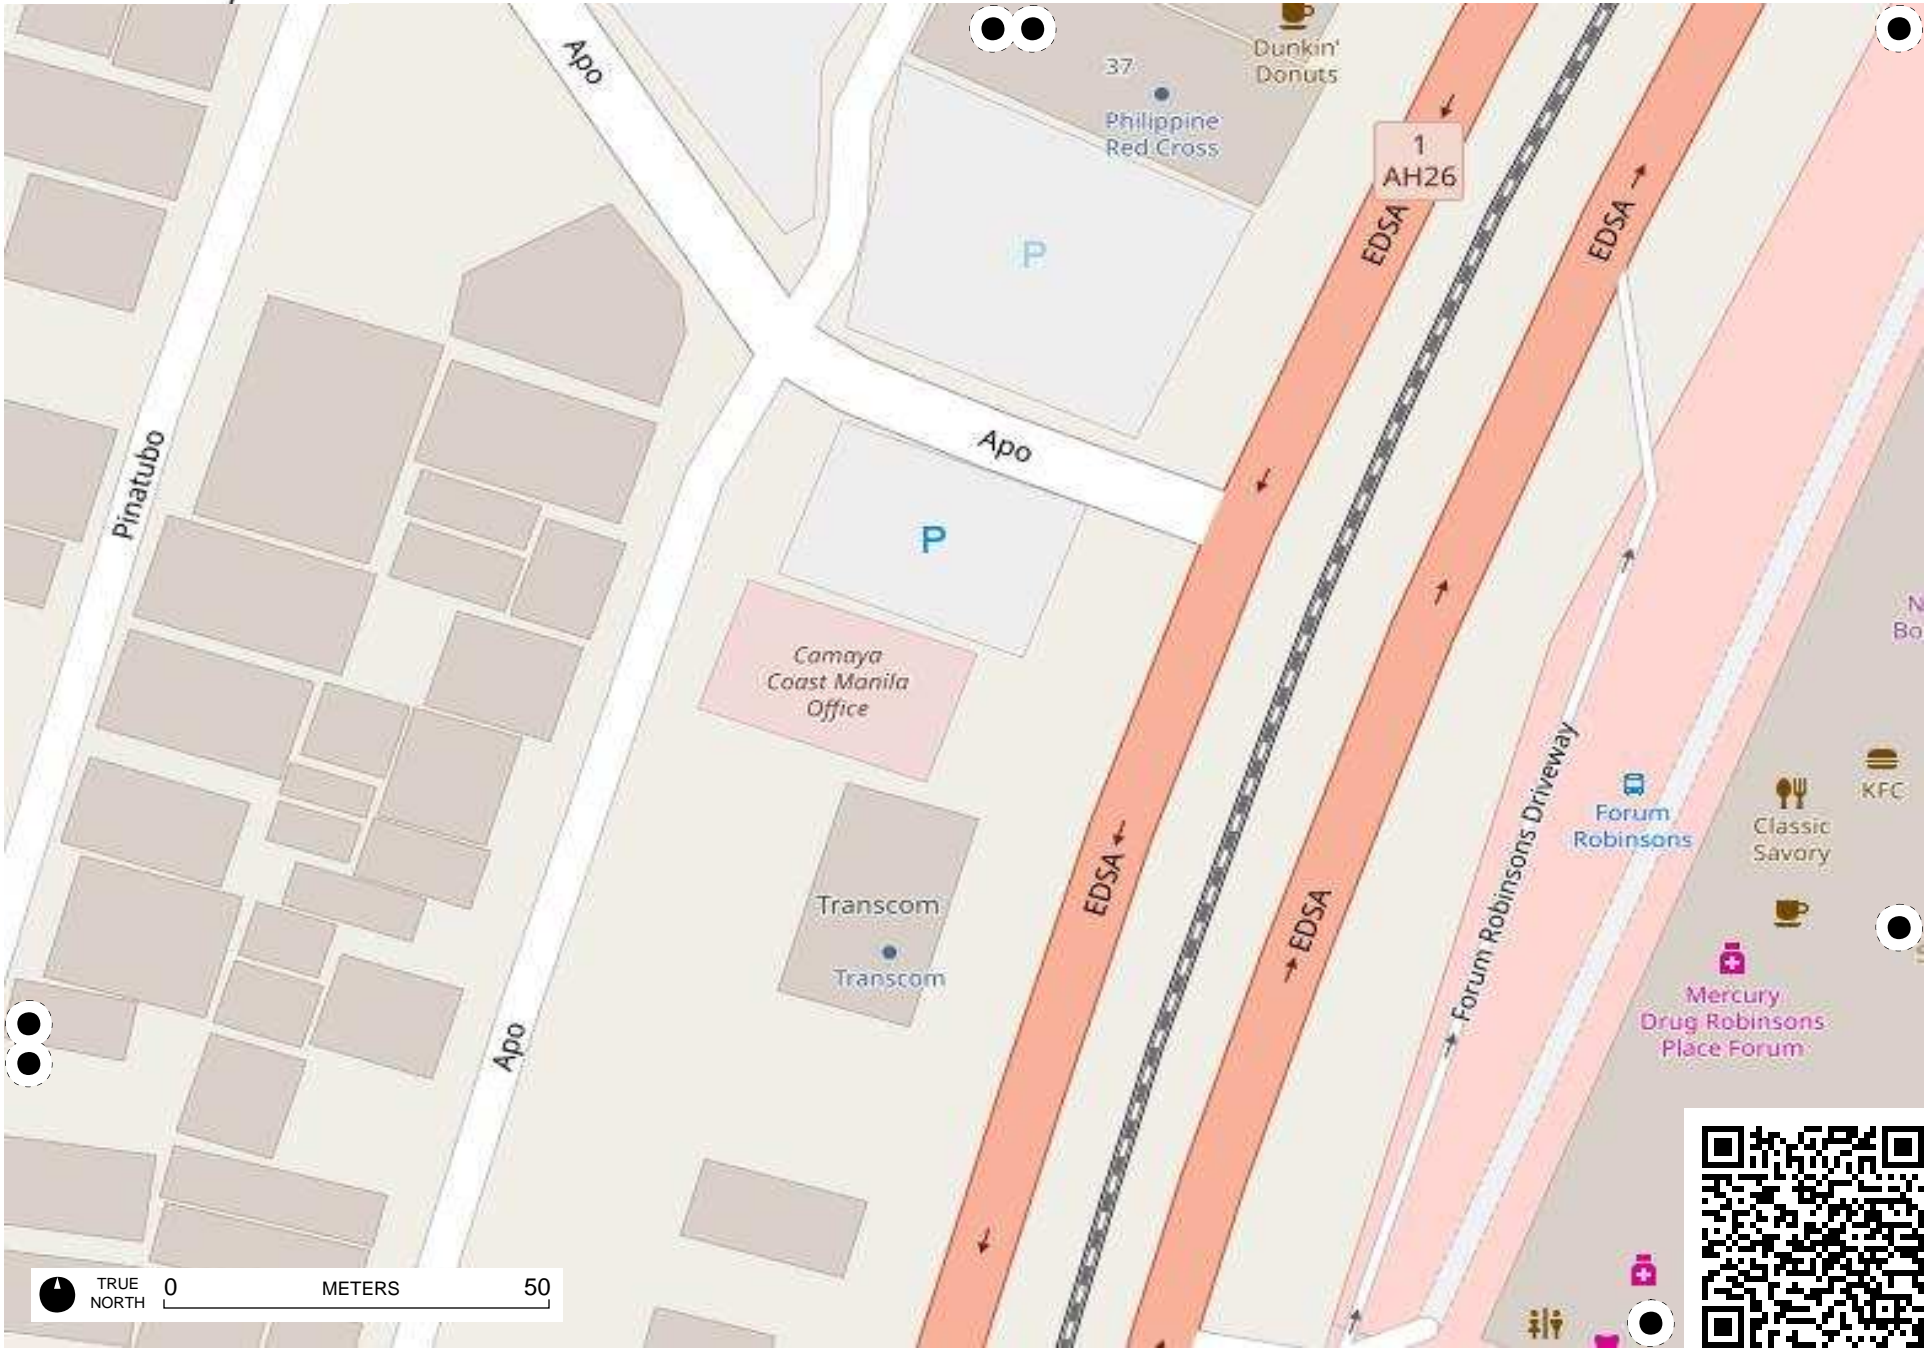 Apo
37
Dunkin'
Donuts
Philippine
Red Cross
1
AH26
EDSA
EDSA
P
Pinatubo
Apo
P
Camaya
Coast Manila
Office
N
Bo
Forum Robinsons Driveway
Forum
Robinsons
KFC
Classic
Savory
EDSA
EDSA
Transcom
Transcom
Mercury
Drug Robinsons
Place Forum
Apo
TRUE
NORTH
0 METERS 50